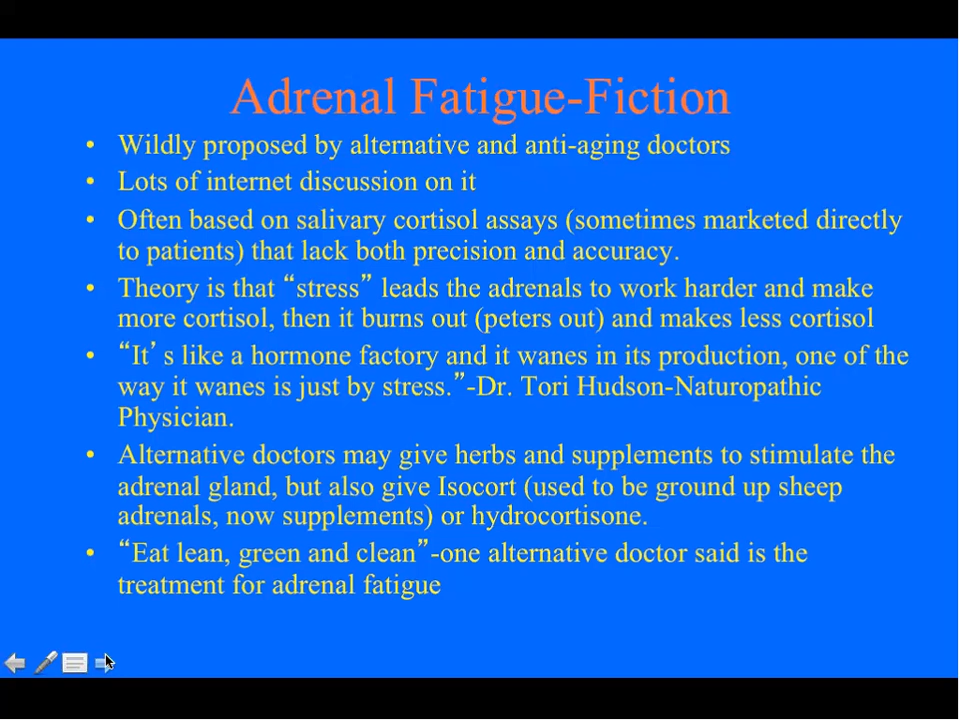 Adrenal Fatigue-Fiction
• Wildly proposed by alternative and anti-aging doctors
• Lots of internet discussion on it
• Often based on salivary cortisol assays (sometimes marketed directly
to patients) that lack both precision and accuracy.
• Theory is that “stress” leads the adrenals to work harder and make
more cortisol, then it burns out (peters out) and makes less cortisol
• “It’s like a hormone factory and it wanes in its production, one of the
way it wanes is just by stress.”-Dr. Tori Hudson-Naturopathic
Physician.
• Alternative doctors may give herbs and supplements to stimulate the
adrenal gland, but also give Isocort (used to be ground up sheep
adrenals, now supplements) or hydrocortisone.
• “Eat lean, green and clean”-one alternative doctor said is the
treatment for adrenal fatigue